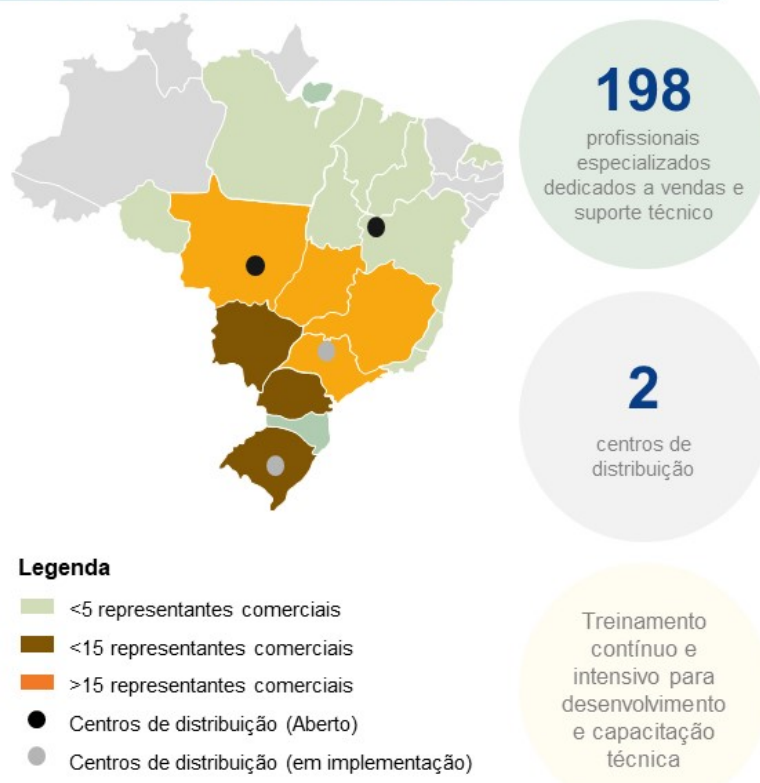 198
profissionais
especializados
dedicados a vendas e
suporte técnico
2
centros de
distribuição
Legenda
<5 representantes comerciais
<15 representantes comerciais
>15 representantes comerciais
Centros de distribuição (Aberto)
Centros de distribuição (em implementação)
Treinamento
contínuo e
intensivo para
desenvolvimento
e capacitação
técnica